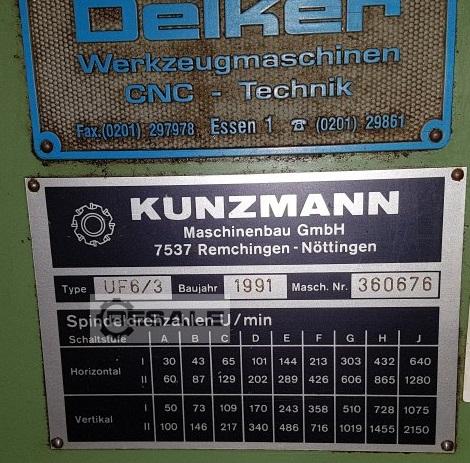 Oelker
Werkzeugmaschinen
CNC - Technik
Fax.(0201) 297978 Essen 1 ☎ (0201) 29861
KUNZMANN
Maschinenbau GmbH
7537 Remchingen - Nöttingen
Type UF6/3 Baujahr 1991 Masch. Nr. 360676
Spindeldrehzahlen U/min
Schaltstufe A B C D E F G H J
Horizontal I 30 43 65 101 144 213 303 432 640
II 60 87 129 202 289 426 606 865 1280
Vertikal I 50 73 109 170 243 358 510 728 1075
II 100 146 217 340 486 716 1019 1455 2150